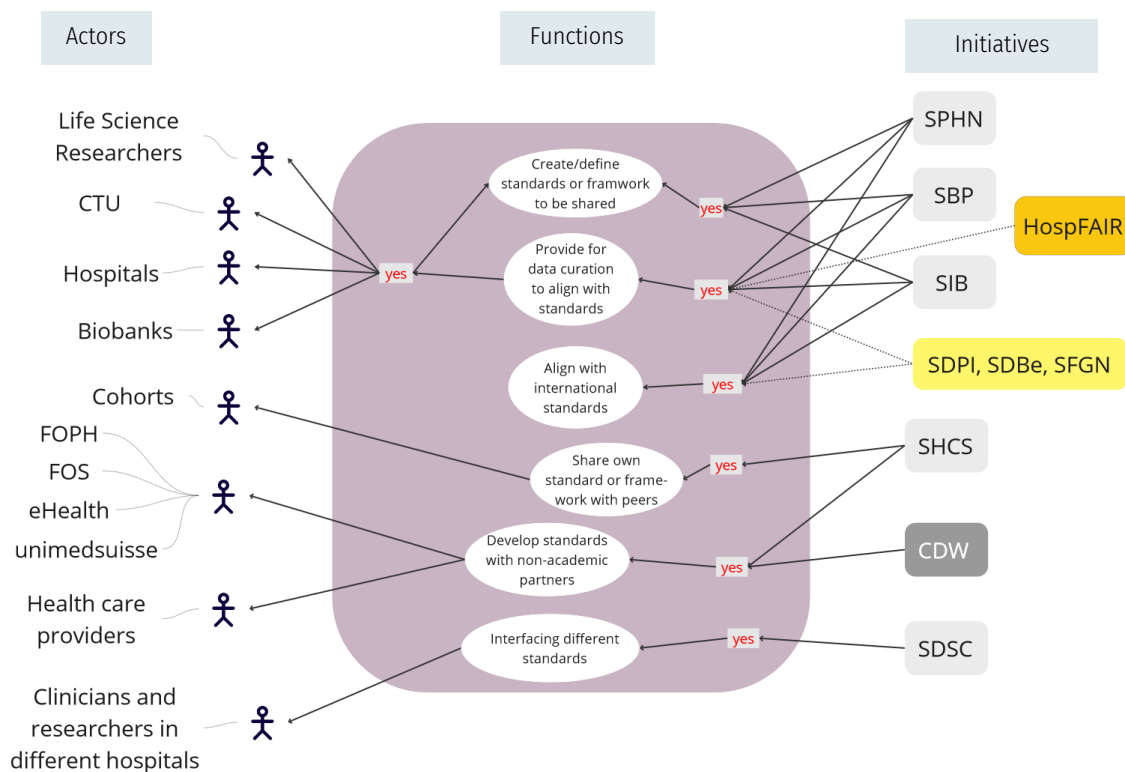 Actors
Functions
Initiatives
Life Science
Researchers
CTU
Hospitals
Biobanks
Cohorts
FOPH
FOS
eHealth
unimedsuisse
Health care
providers
Clinicians and
researchers in
different hospitals
yes
Create/define
standards or framwork
to be shared
Provide for
data curation
to align with
standards
Align with
international
standards
Share own
standard or frame-
work with peers
Develop standards
with non-academic
partners
Interfacing different
standards
yes
yes
yes
yes
yes
yes
SPHN
SBP
HospFAIR
SIB
SDPI, SDBe, SFGN
SHCS
CDW
SDSC